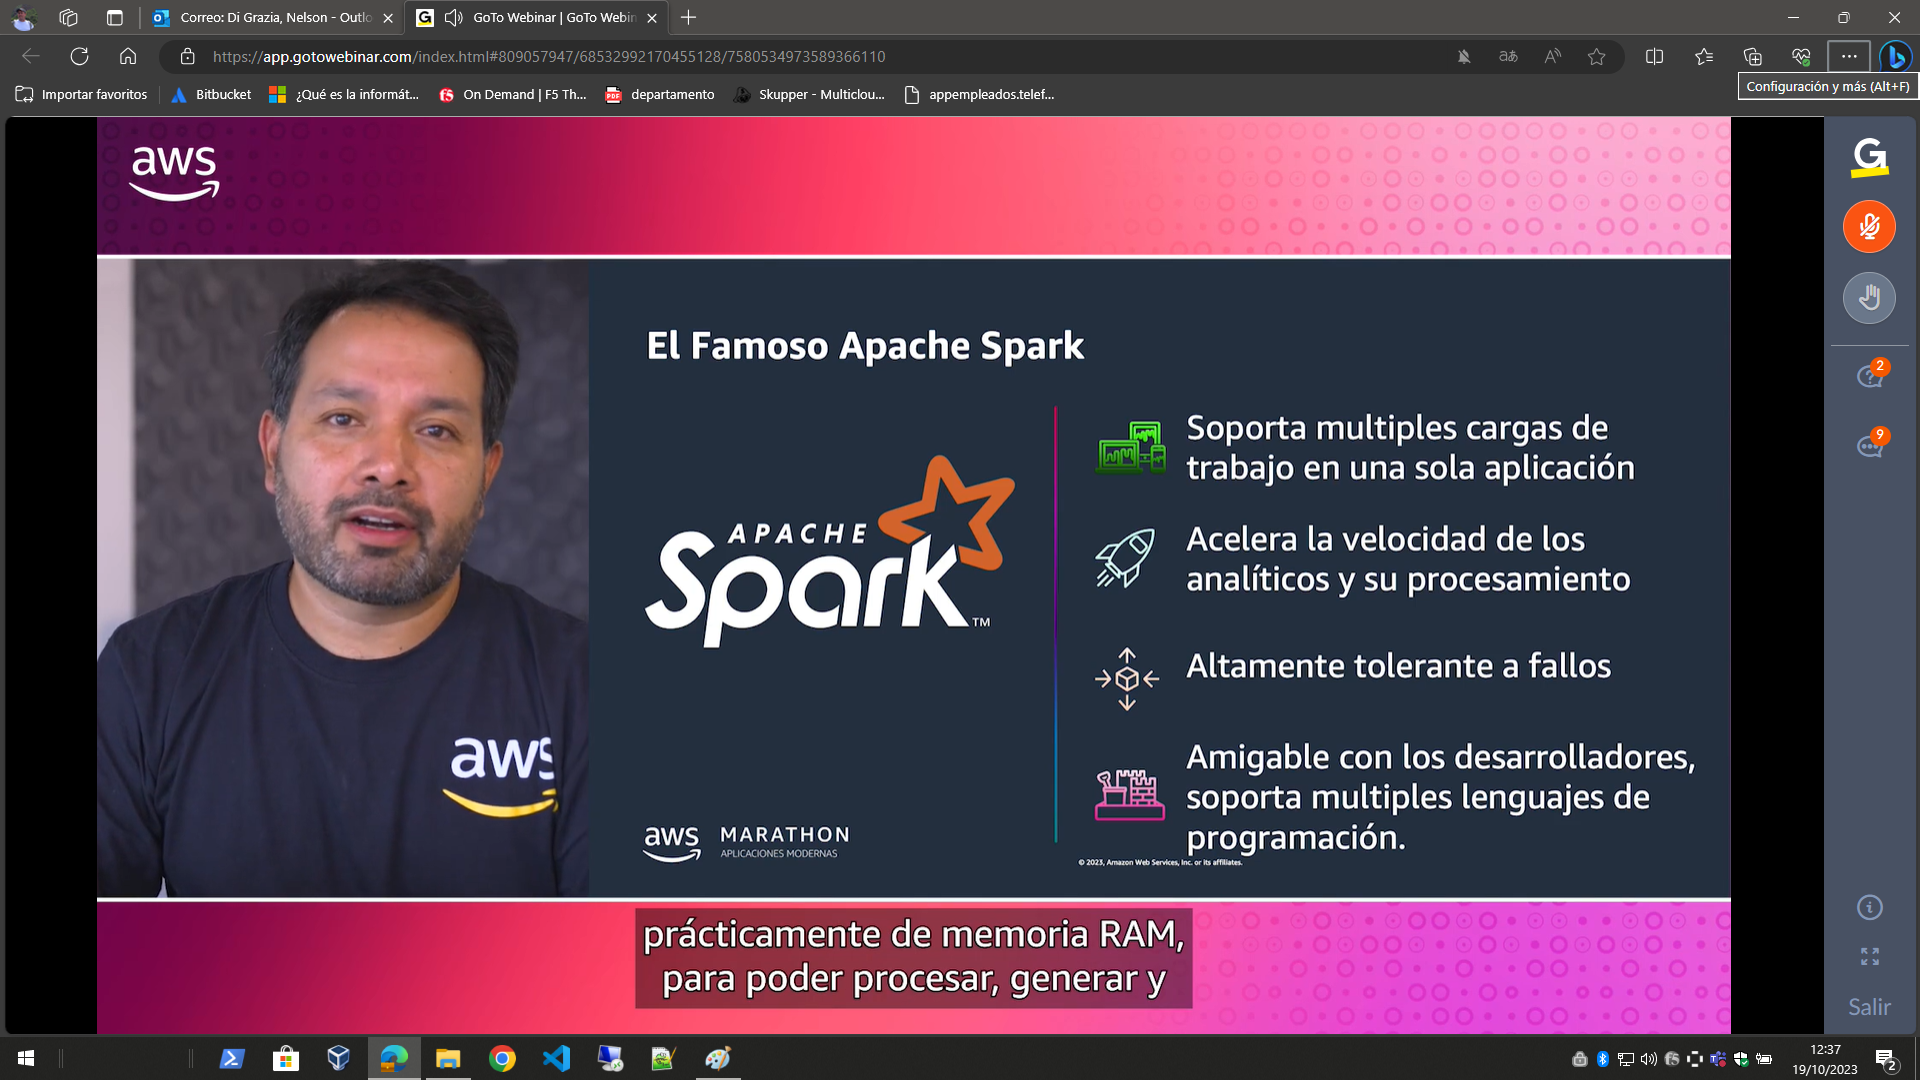 Correo: Di Grazia, Nelson - Outlo
GoTo Webinar | GoTo Webin
https://app.gotowebinar.com/index.html#809057947/68532992170455128/7580534973589366110
Importar favoritos
Bitbucket
¿Qué es la informát...
On Demand | F5 Th...
departamento
Skupper - Multiclou...
appempleados.telef...
Configuración y más (Alt+F)
aws
El Famoso Apache Spark
APACHE
Spark™
Soporta multiples cargas de
trabajo en una sola aplicación
Acelera la velocidad de los
analíticos y su procesamiento
Altamente tolerante a fallos
Amigable con los desarrolladores,
soporta multiples lenguajes de
programación.
aws
aws
MARATHON
APLICACIONES MODERNAS
© 2023, Amazon Web Services, Inc. or its affiliates.
prácticamente de memoria RAM,
para poder procesar, generar y
G
2
9
Salir
12:37
19/10/2023
2